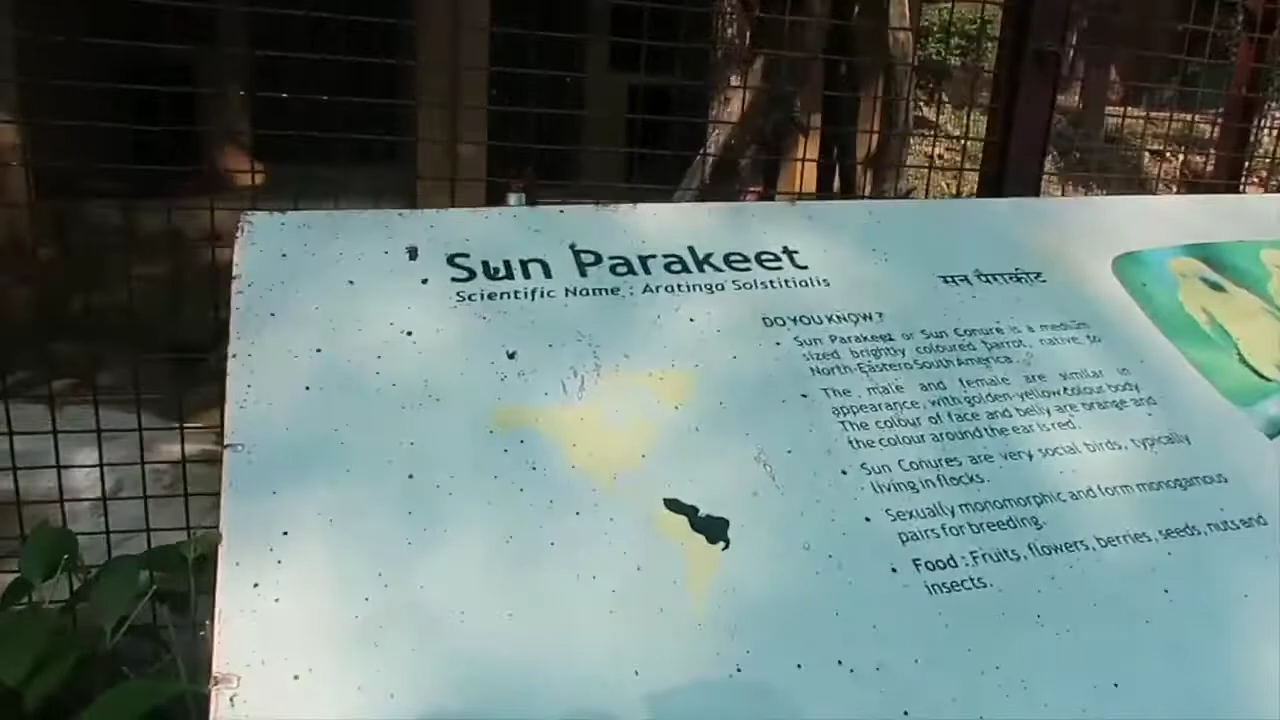 Sun Parakeet
Scientific Name : Aratinga Solstitialis
सन पैराकीट
DO YOU KNOW?
• Sun Parakeet or Sun Conure is a medium
sized, brightly coloured parrot, native to
North-Eastern South America.
• The male and female are similar in
appearance, with golden-yellow colour body
The colour of face and belly are orange and
the colour around the ear is red.
• Sun Conures are very social birds, typically
living in flocks.
• Sexually monomorphic and form monogamous
pairs for breeding.
• Food : Fruits, flowers, berries, seeds, nuts and
insects.